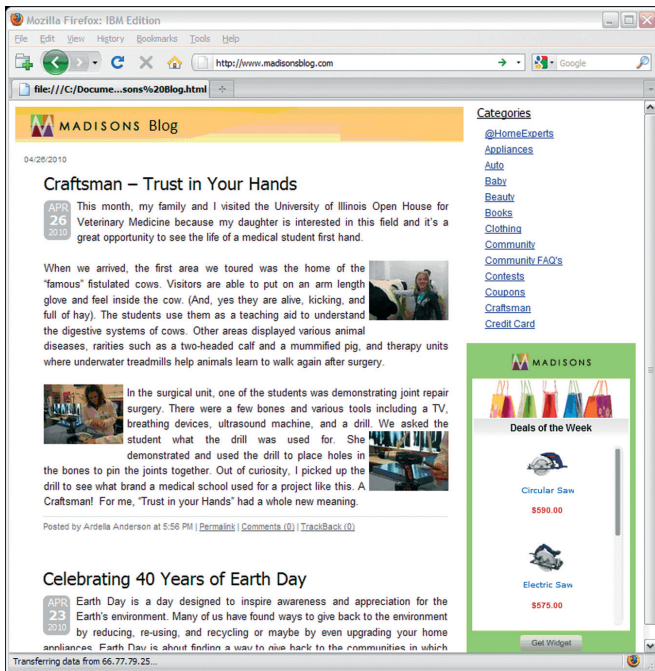 Mozilla Firefox: IBM Edition
File Edit View History Bookmarks Tools Help
http://www.madisonsblog.com
Google
file:///C:/Docume...sons%20Blog.html
MADISONS Blog
04/26/2010
Craftsman – Trust in Your Hands
APR
26
2010
This month, my family and I visited the University of Illinois Open House for
Veterinary Medicine because my daughter is interested in this field and it's a
great opportunity to see the life of a medical student first hand.
When we arrived, the first area we toured was the home of the
"famous" fistulated cows. Visitors are able to put on an arm length
glove and feel inside the cow. (And, yes they are alive, kicking, and
full of hay). The students use them as a teaching aid to understand
the digestive systems of cows. Other areas displayed various animal
diseases, rarities such as a two-headed calf and a mummified pig, and therapy units
where underwater treadmills help animals learn to walk again after surgery.
In the surgical unit, one of the students was demonstrating joint repair
surgery. There were a few bones and various tools including a TV,
breathing devices, ultrasound machine, and a drill. We asked the
student what the drill was used for. She
demonstrated and used the drill to place holes in
the bones to pin the joints together. Out of curiosity, I picked up the
drill to see what brand a medical school used for a project like this. A
Craftsman! For me, "Trust in your Hands" had a whole new meaning.
Posted by Ardella Anderson at 5:56 PM | Permalink | Comments (0) | TrackBack (0)
Celebrating 40 Years of Earth Day
APR
23
2010
Earth Day is a day designed to inspire awareness and appreciation for the
Earth's environment. Many of us have found ways to give back to the environment
by reducing, re-using, and recycling or maybe by even upgrading your home
appliances. Earth Day is about finding a way to give back to the communities in which
Categories
@HomeExperts
Appliances
Auto
Baby
Beauty
Books
Clothing
Community
Community FAQ's
Contests
Coupons
Craftsman
Credit Card
MADISONS
Deals of the Week
Circular Saw
$590.00
Electric Saw
$575.00
Get Widget
Transferring data from 66.77.79.25...